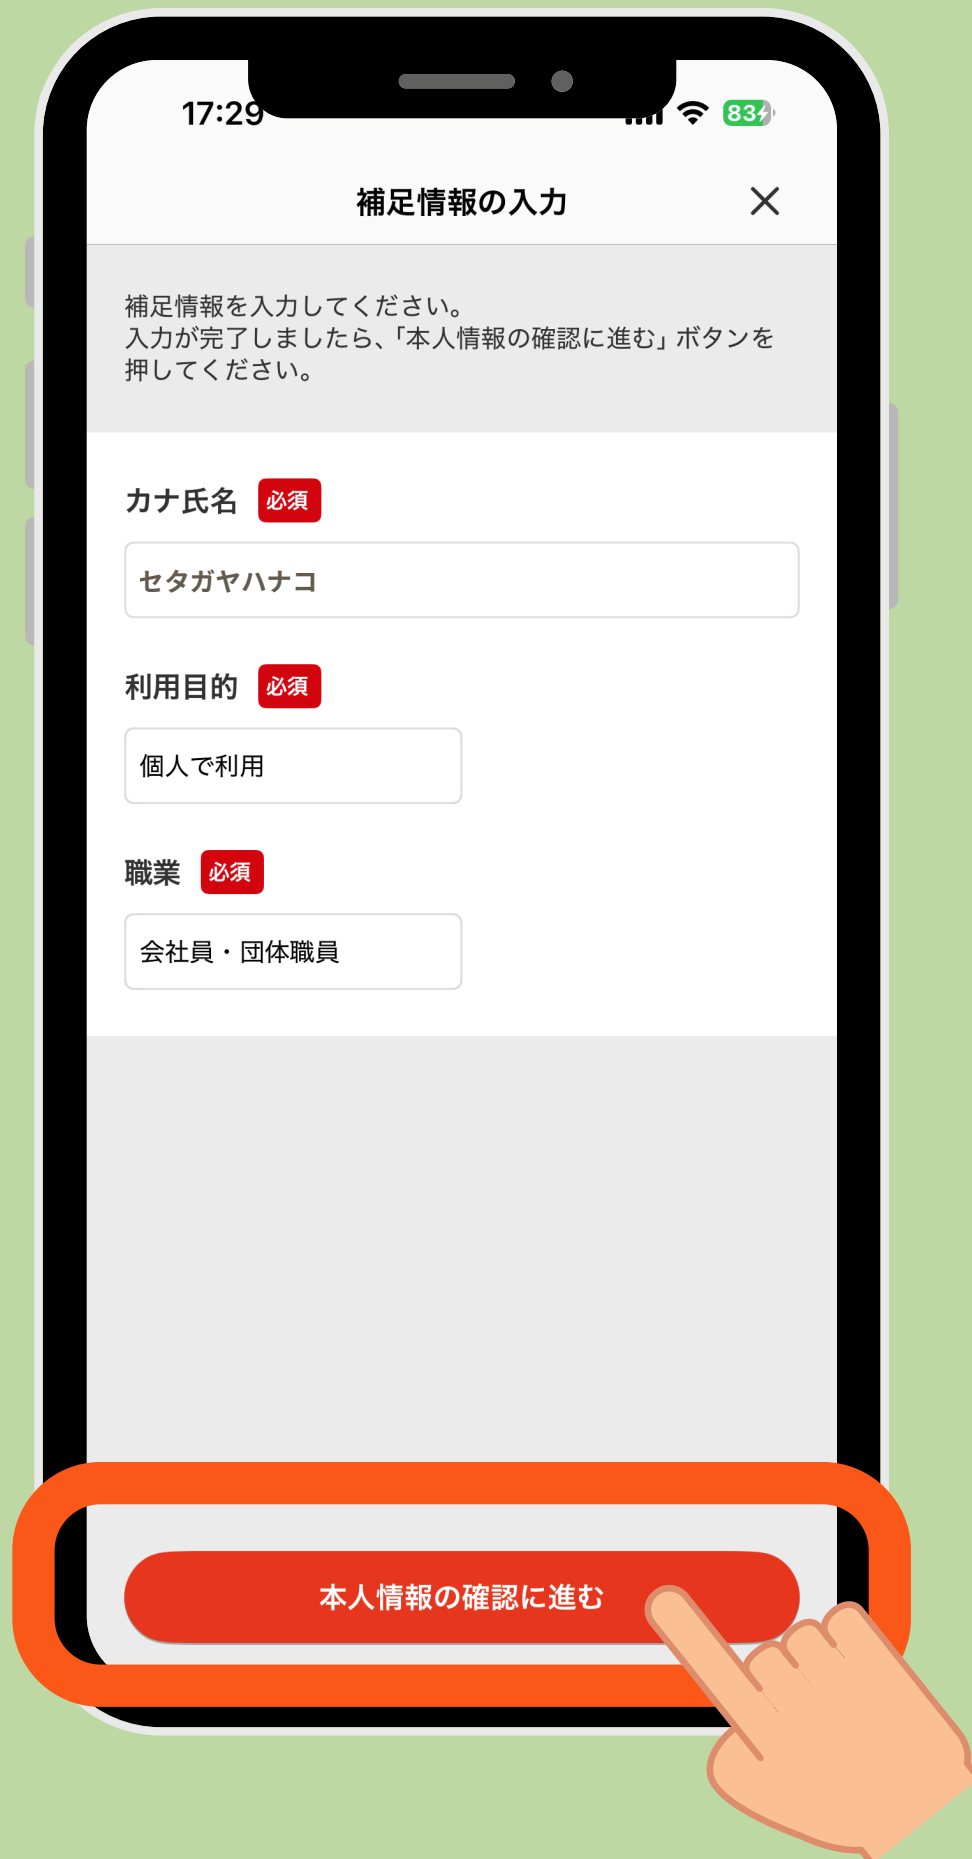 17:29
83
補足情報の入力
補足情報を入力してください。
入力が完了しましたら、「本人情報の確認に進む」ボタンを
押してください。
カナ氏名 必須
セタガヤハナコ
利用目的 必須
個人で利用
職業 必須
会社員・団体職員
本人情報の確認に進む